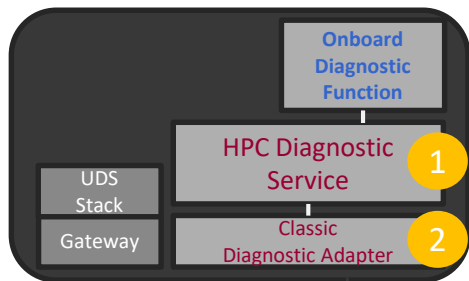 Onboard
Diagnostic
Function
HPC Diagnostic
Service
1
UDS
Stack
Gateway
Classic
Diagnostic Adapter
2